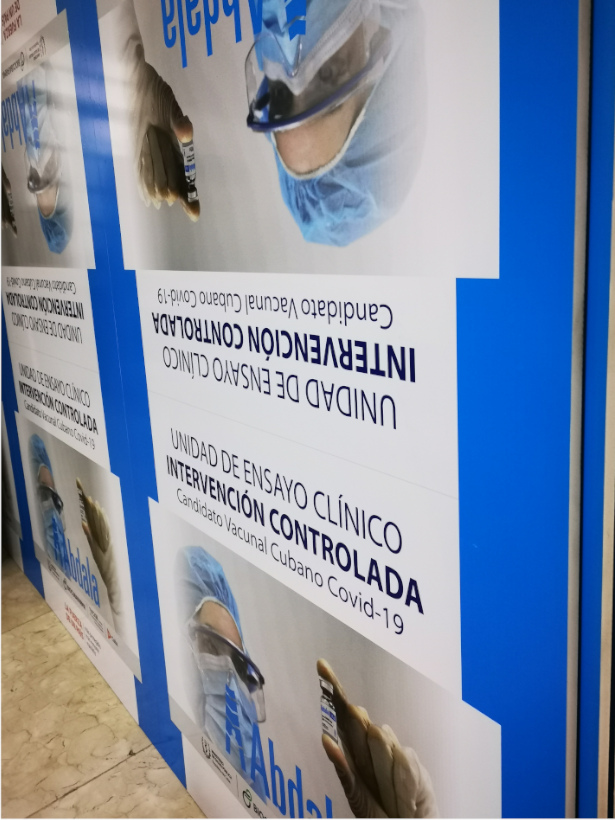 #Abdala
Candidato Vacunal Cubano Covid-19
INTERVENCIÓN CONTROLADA
UNIDAD DE ENSAYO CLÍNICO
UNIDAD DE ENSAYO CLÍNICO
INTERVENCIÓN CONTROLADA
Candidato Vacunal Cubano Covid-19
#Abdala
#Abdala
Candidato Vacunal Cubano Covid-19
INTERVENCIÓN CONTROLADA
UNIDAD DE ENSAYO CLÍNICO
UNIDAD DE ENSAYO CLÍNICO
INTERVENCIÓN CONTROLADA
Candidato Vacunal Cubano Covid-19
#Abdala